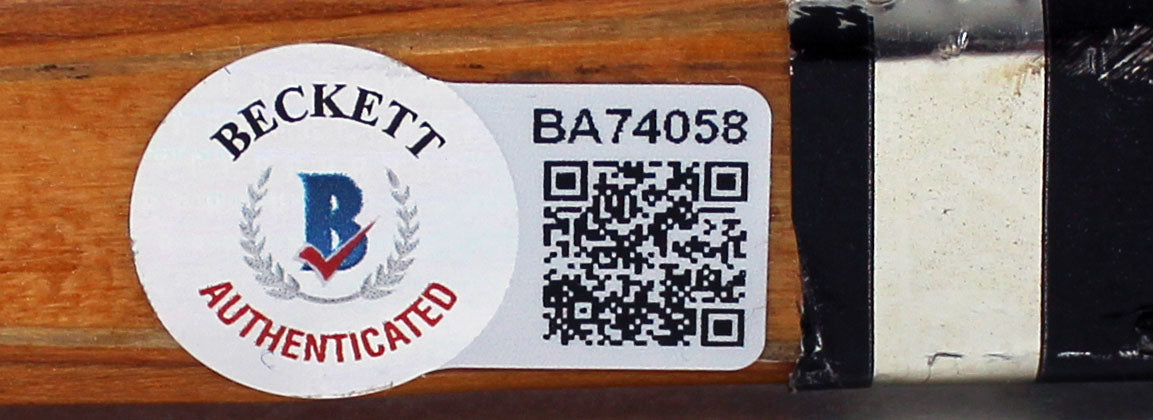 BECKETT
B
AUTHENTICATED
BA74058